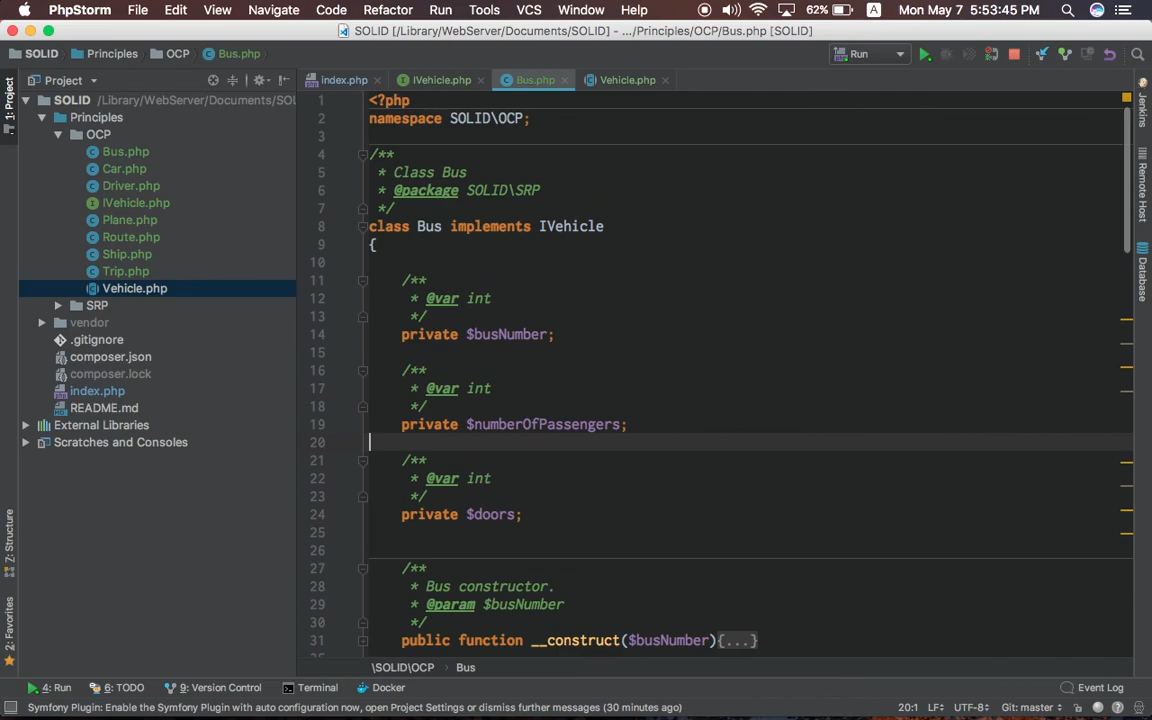 PhpStorm File Edit View Navigate Code Refactor Run Tools VCS Window Help 62% A Mon May 7 5:53:45 PM
SOLID [/Library/WebServer/Documents/SOLID] - .../Principles/OCP/Bus.php [SOLID]
SOLID Principles OCP Bus.php Run
Project index.php IVehicle.php Bus.php Vehicle.php
1: Project
SOLID /Library/WebServer/Documents/SOL
Principles
OCP
Bus.php
Car.php
Driver.php
IVehicle.php
Plane.php
Route.php
Ship.php
Trip.php
Vehicle.php
SRP
vendor
.gitignore
composer.json
composer.lock
index.php
README.md
External Libraries
Scratches and Consoles
Z: Structure
2: Favorites
1 <?php
2 namespace SOLID\OCP;
3
4 /**
5 * Class Bus
6 * @package SOLID\SRP
7 */
8 class Bus implements IVehicle
9 {
10
11 /**
12 * @var int
13 */
14 private $busNumber;
15
16 /**
17 * @var int
18 */
19 private $numberOfPassengers;
20
21 /**
22 * @var int
23 */
24 private $doors;
25
26
27 /**
28 * Bus constructor.
29 * @param $busNumber
30 */
31 public function __construct($busNumber){...}
Jenkins
Remote Host
Database
\SOLID\OCP Bus
4: Run 6: TODO 9: Version Control Terminal Docker Event Log
Symfony Plugin: Enable the Symfony Plugin with auto configuration now, open Project Settings or dismiss further messages (30 minutes ago) 20:1 LF UTF-8 Git: master